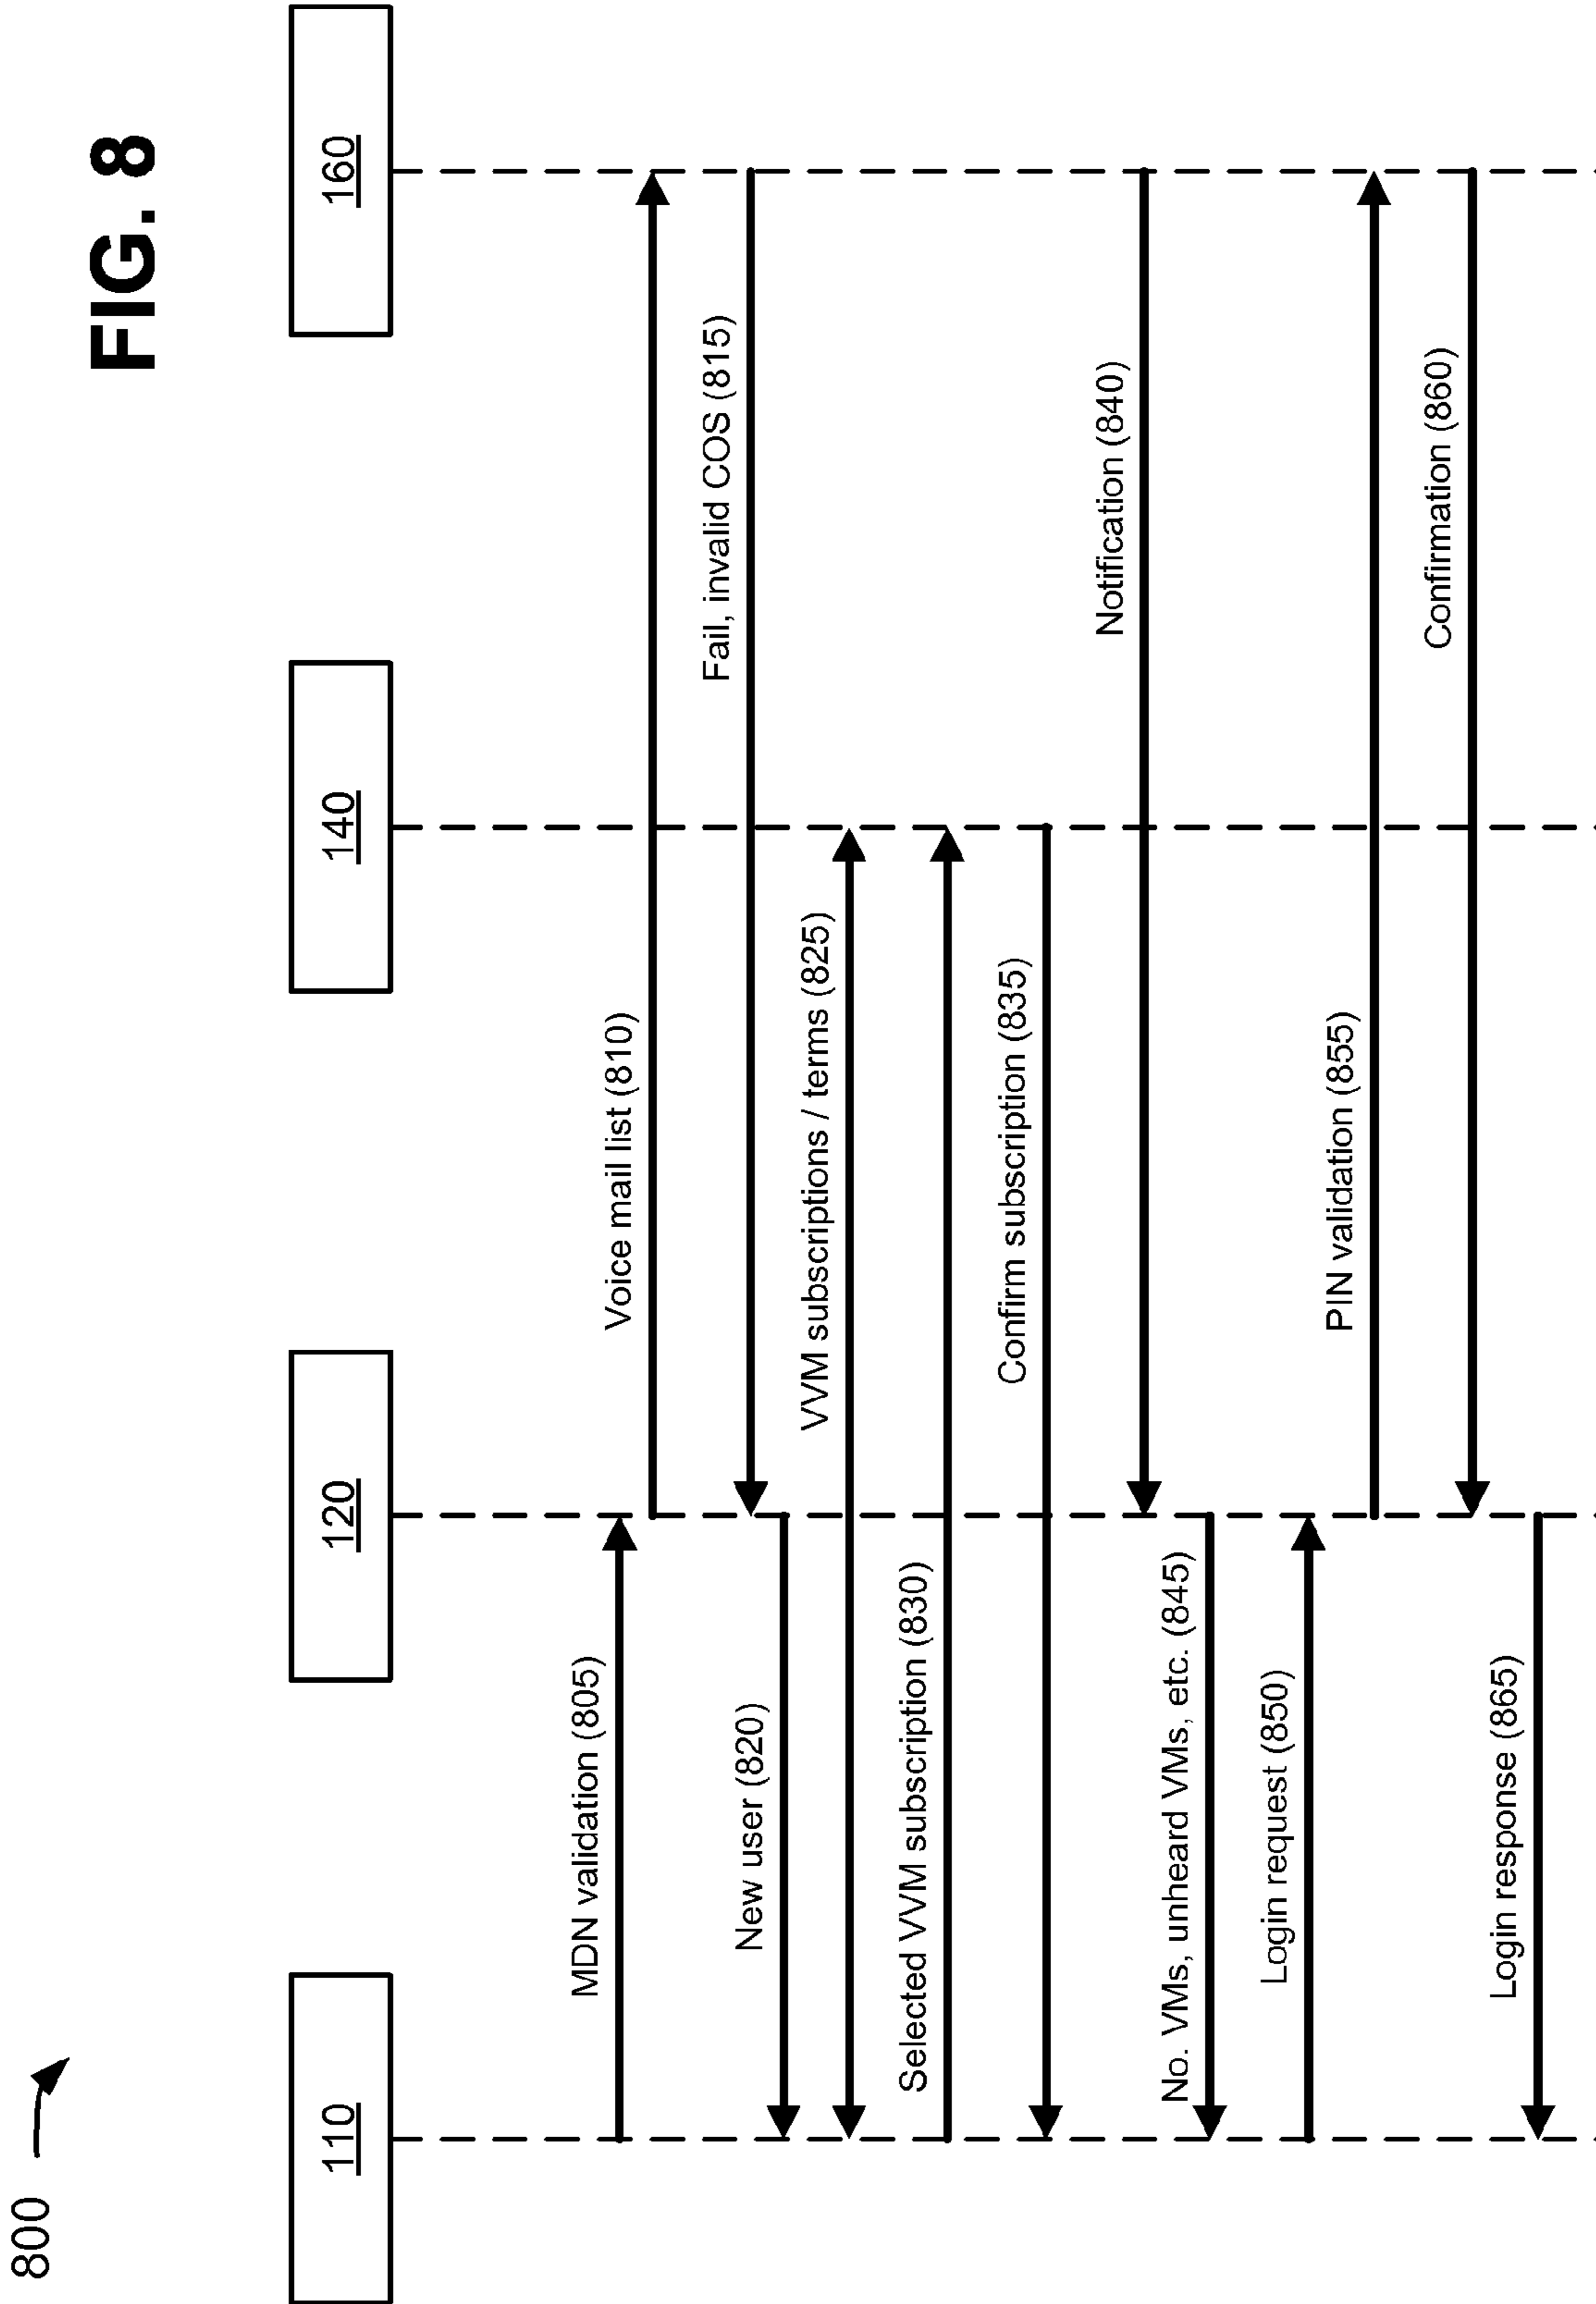 800
FIG. 8
110
120
140
160
MDN validation (805)
Voice mail list (810)
Fail, invalid COS (815)
New user (820)
VVM subscriptions / terms (825)
Selected VVM subscription (830)
Confirm subscription (835)
Notification (840)
No. VMs, unheard VMs, etc. (845)
Login request (850)
PIN validation (855)
Confirmation (860)
Login response (865)